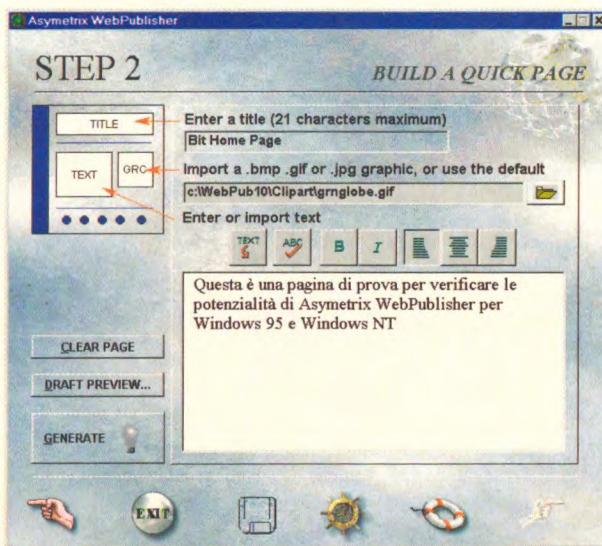 Asymetrix WebPublisher
STEP 2
BUILD A QUICK PAGE
TITLE
TEXT
GRC
Enter a title (21 characters maximum)
Bit Home Page
Import a .bmp .gif or .jpg graphic, or use the default
c:\WebPub10\Clipart\grnglobe.gif
Enter or import text
TEXT
ABC
B
I
Questa è una pagina di prova per verificare le
potenzialità di Asymetrix WebPublisher per
Windows 95 e Windows NT
CLEAR PAGE
DRAFT PREVIEW...
GENERATE
EXIT